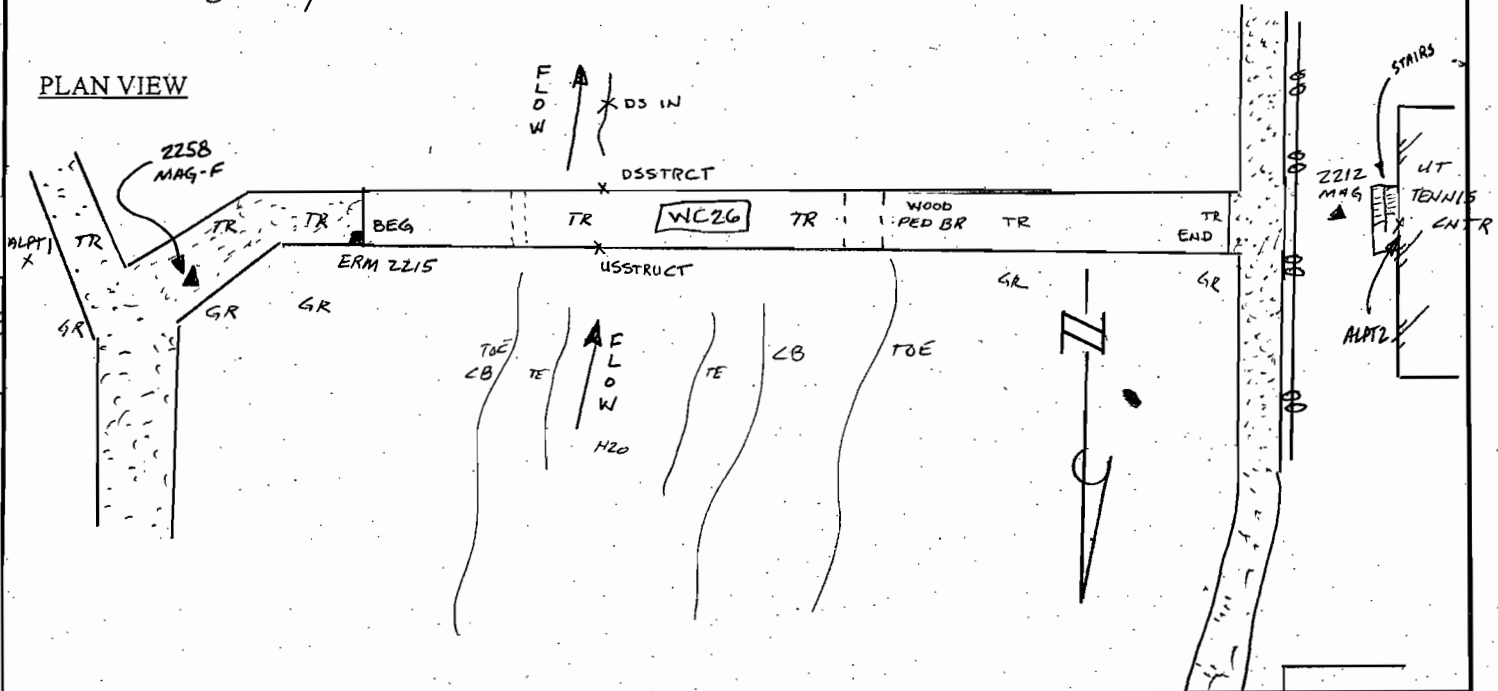 PLAN VIEW
FLOW
DS IN
STAIRS
2258
MAG-F
DSSTRCT
2212
MAG
UT
TENNIS
CNTR
TR
TR
TR
BEG
TR
WC26
TR
WOOD
PED BR
TR
TR
END
ALPT1
X
TR
ERM 2215
USSTRUCT
GR
GR
GR
GR
GR
ALPT2
TOE
CB
TE
FLOW
H2O
TE
CB
TOE
N